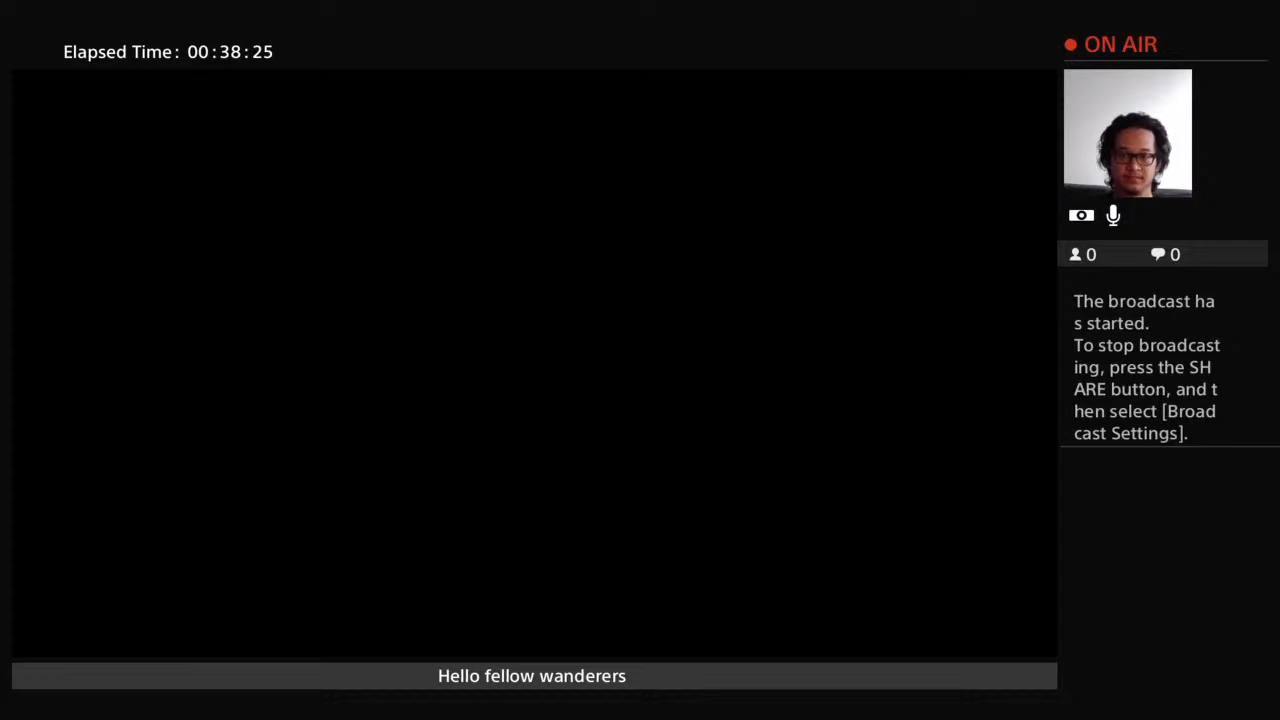 Elapsed Time: 00:38:25
ON AIR
0 0
The broadcast ha
s started.
To stop broadcast
ing, press the SH
ARE button, and t
hen select [Broad
cast Settings].
Hello fellow wanderers